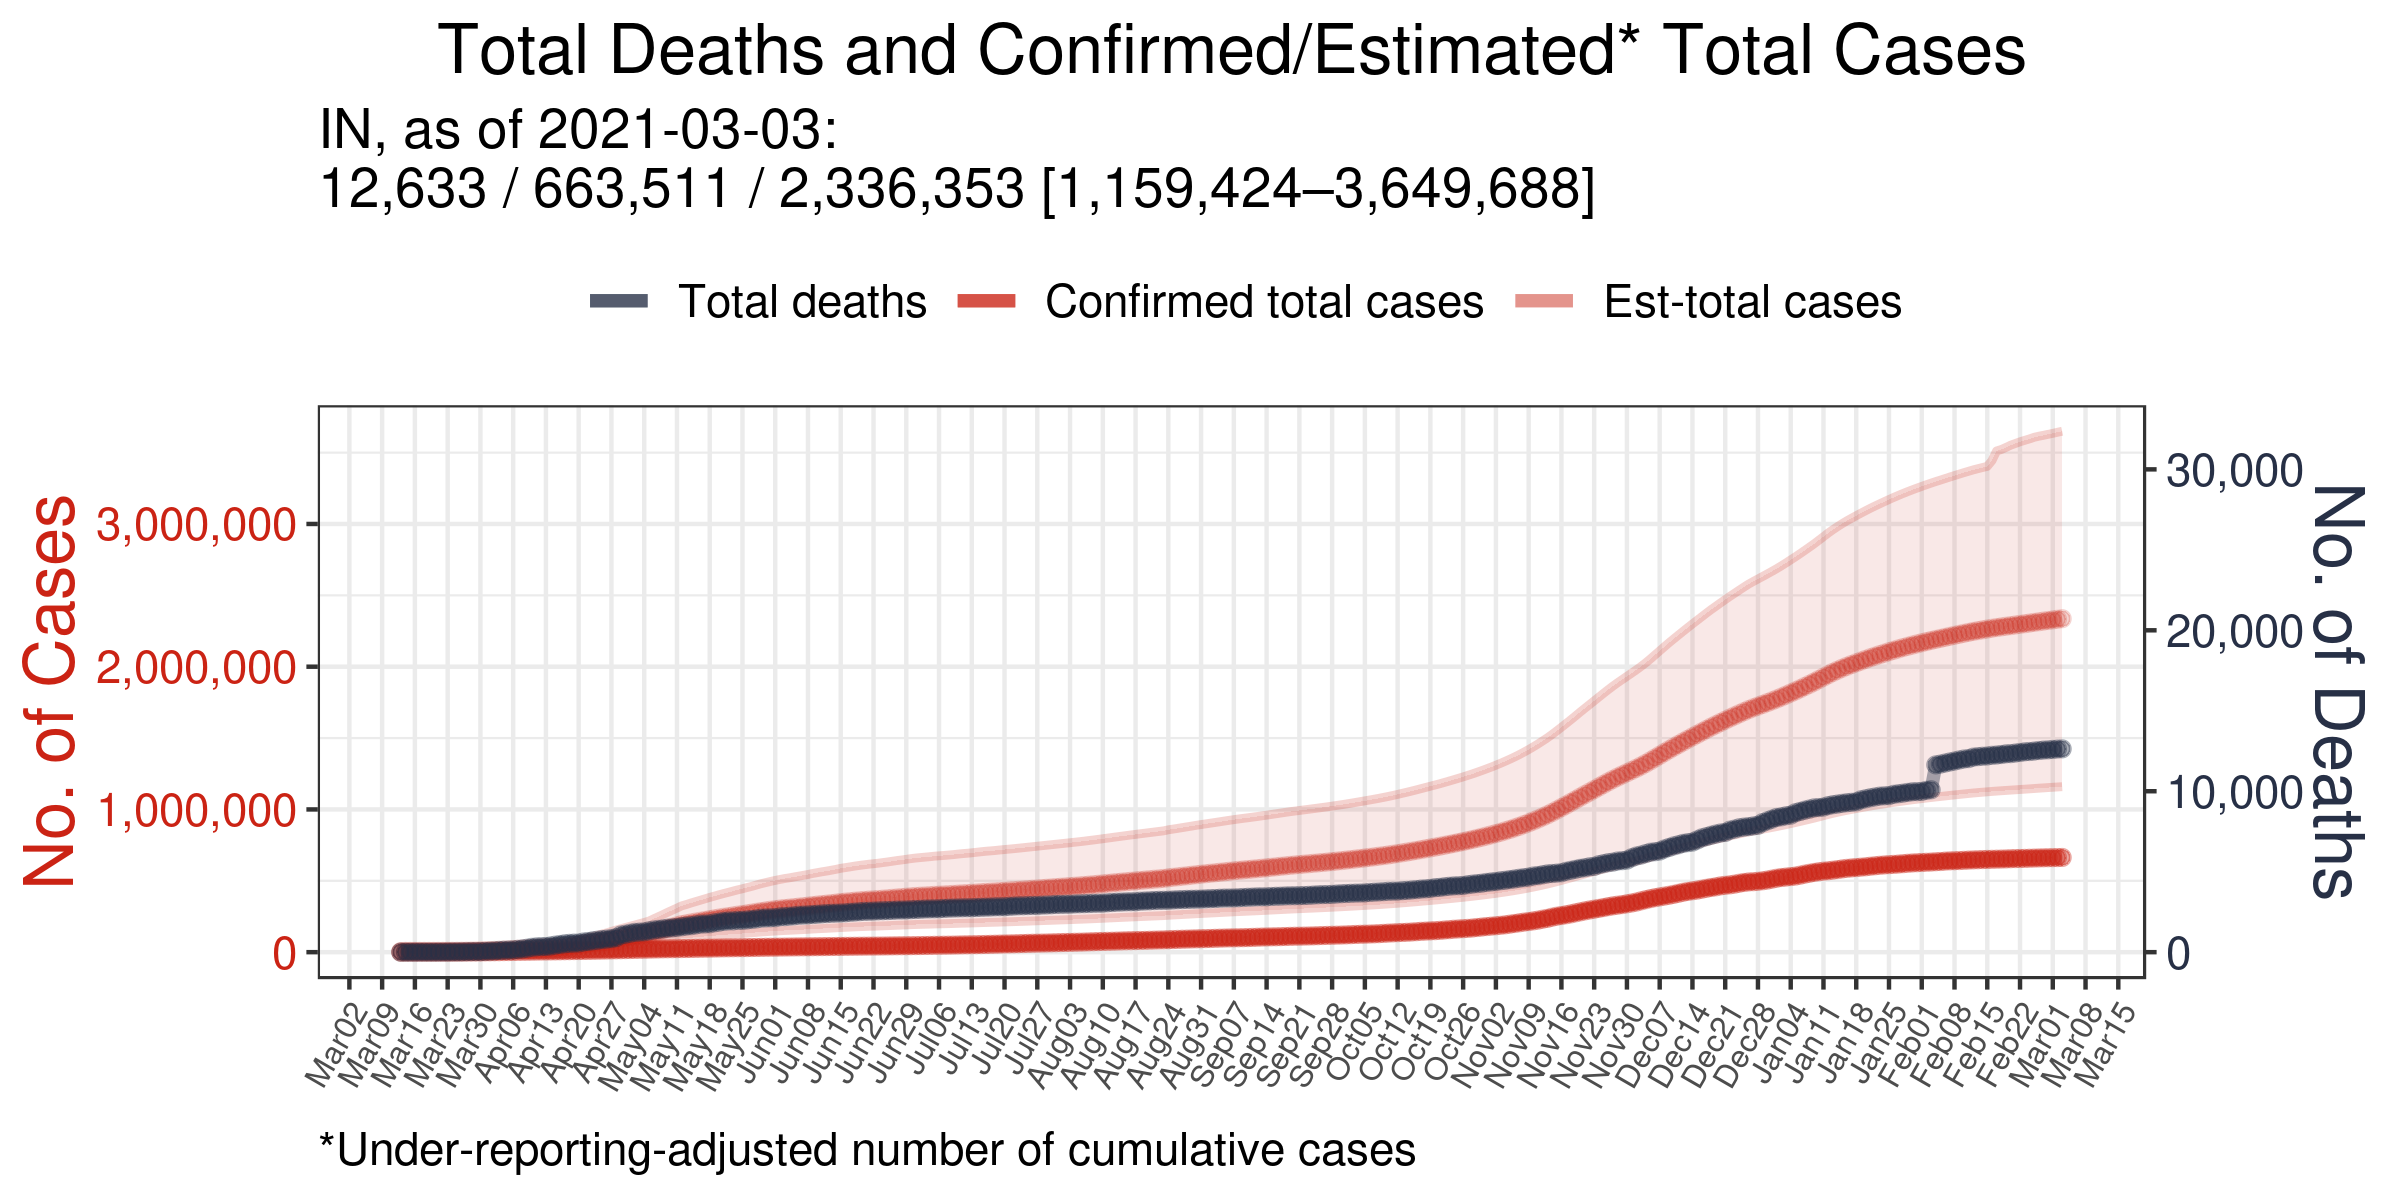 Total Deaths and Confirmed/Estimated* Total Cases
IN, as of 2021-03-03:
12,633 / 663,511 / 2,336,353 [1,159,424–3,649,688]
Total deaths
Confirmed total cases
Est-total cases
No. of Cases
3,000,000
2,000,000
1,000,000
0
30,000
20,000
10,000
0
No. of Deaths
Mar02
Mar09
Mar16
Mar23
Mar30
Apr06
Apr13
Apr20
Apr27
May04
May11
May18
May25
Jun01
Jun08
Jun15
Jun22
Jun29
Jul06
Jul13
Jul20
Jul27
Aug03
Aug10
Aug17
Aug24
Aug31
Sep07
Sep14
Sep21
Sep28
Oct05
Oct12
Oct19
Oct26
Nov02
Nov09
Nov16
Nov23
Nov30
Dec07
Dec14
Dec21
Dec28
Jan04
Jan11
Jan18
Jan25
Feb01
Feb08
Feb15
Feb22
Mar01
Mar08
Mar15
*Under-reporting-adjusted number of cumulative cases